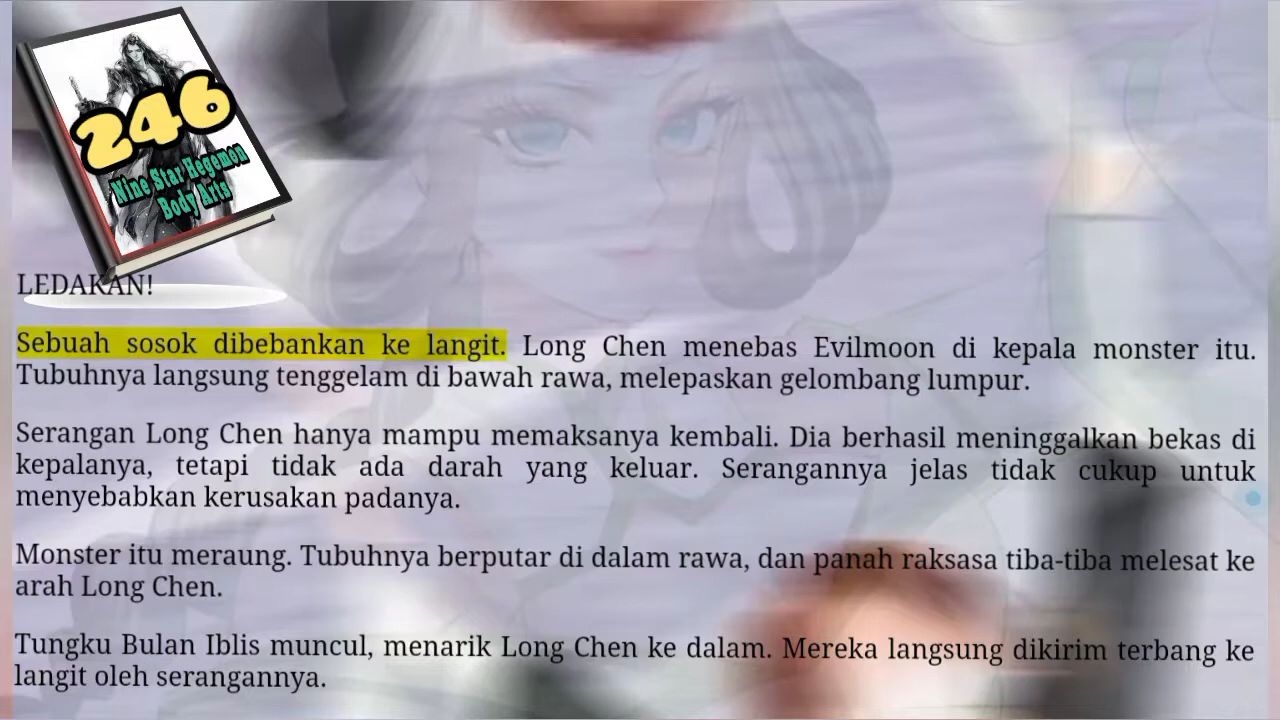 246
Nine Star Hegemon
Body Arts
LEDAKAN!
Sebuah sosok dibebankan ke langit. Long Chen menebas Evilmoon di kepala monster itu.
Tubuhnya langsung tenggelam di bawah rawa, melepaskan gelombang lumpur.
Serangan Long Chen hanya mampu memaksanya kembali. Dia berhasil meninggalkan bekas di
kepalanya, tetapi tidak ada darah yang keluar. Serangannya jelas tidak cukup untuk
menyebabkan kerusakan padanya.
Monster itu meraung. Tubuhnya berputar di dalam rawa, dan panah raksasa tiba-tiba melesat ke
arah Long Chen.
Tungku Bulan Iblis muncul, menarik Long Chen ke dalam. Mereka langsung dikirim terbang ke
langit oleh serangannya.